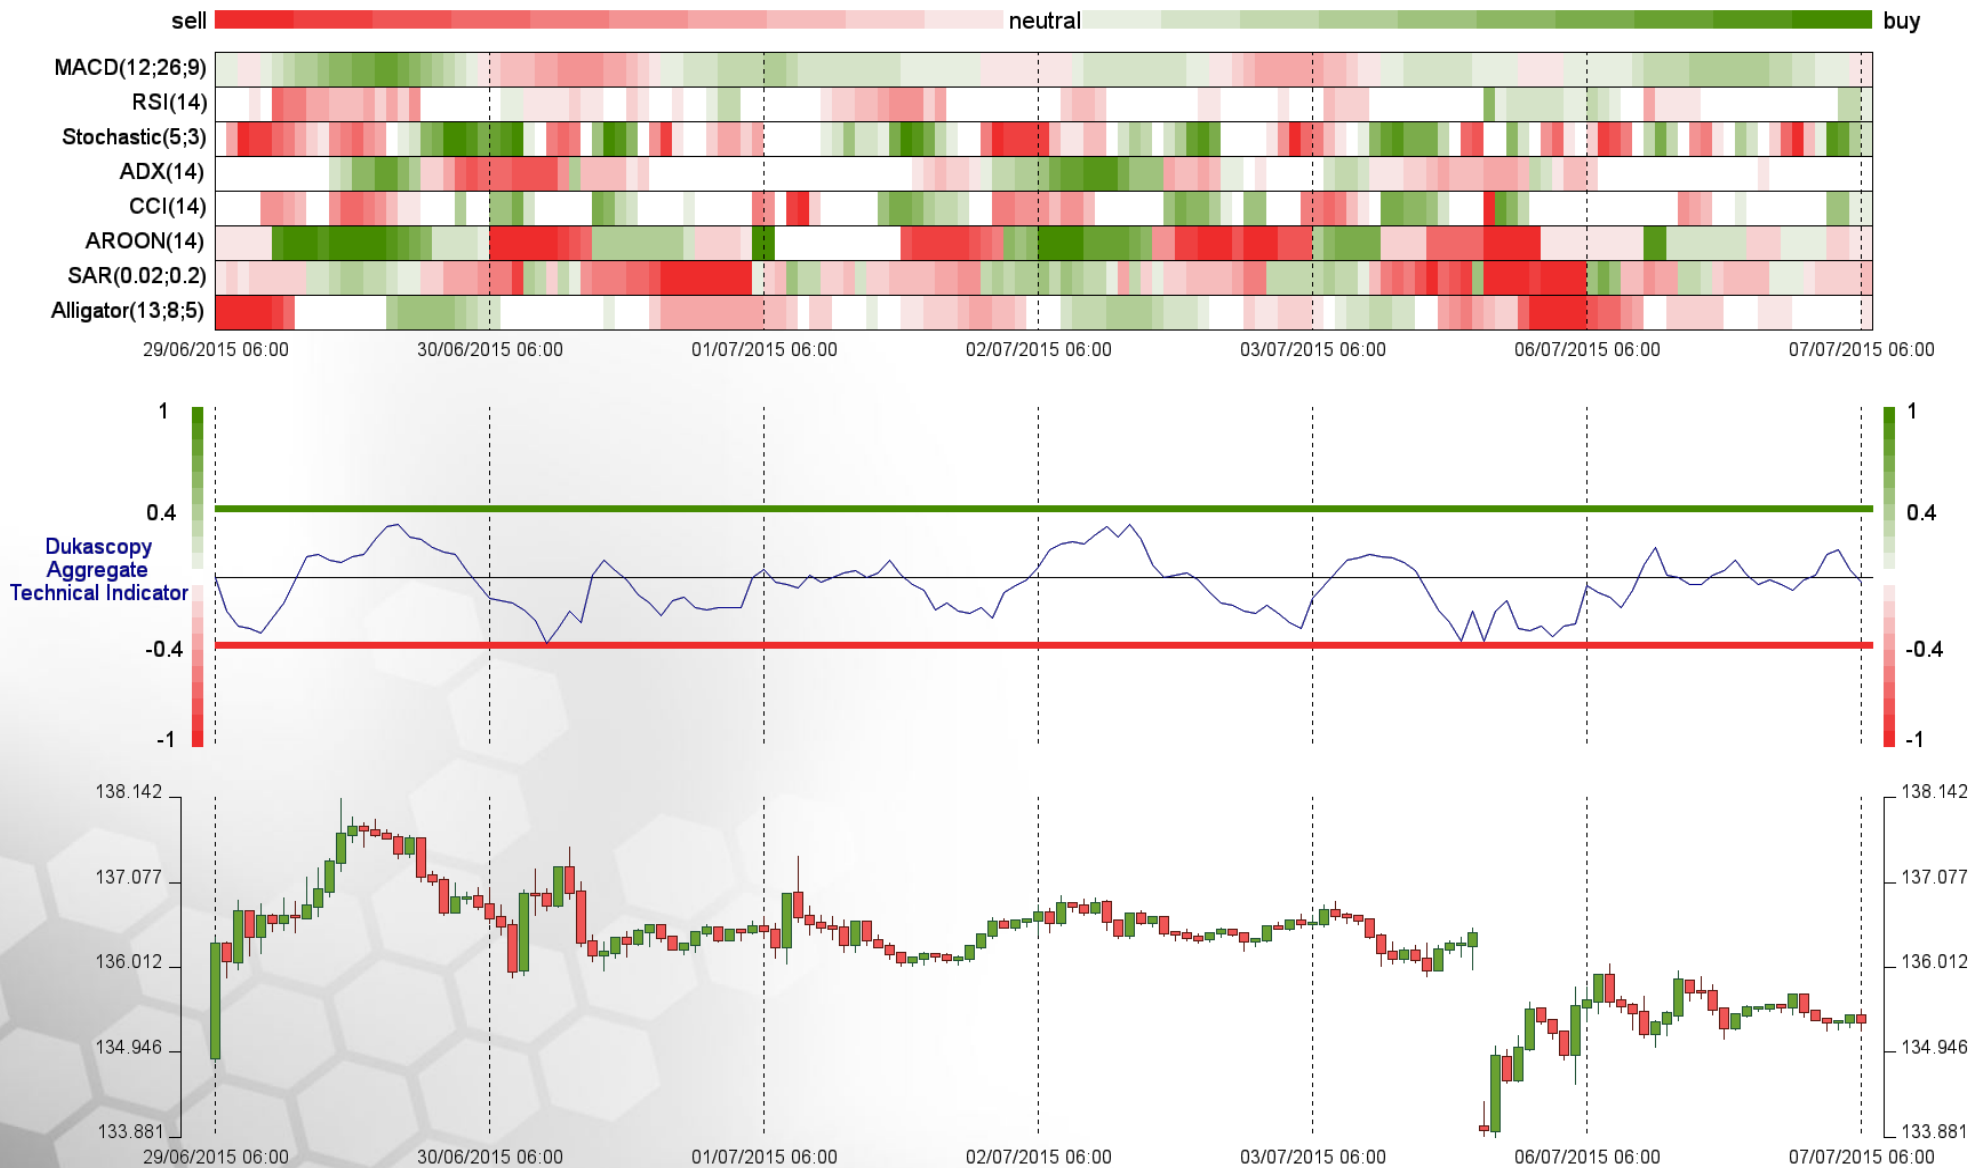 sell neutral buy
MACD(12;26;9)
RSI(14)
Stochastic(5;3)
ADX(14)
CCI(14)
AROON(14)
SAR(0.02;0.2)
Alligator(13;8;5)
29/06/2015 06:00 30/06/2015 06:00 01/07/2015 06:00 02/07/2015 06:00 03/07/2015 06:00 06/07/2015 06:00 07/07/2015 06:00
1 1
0.4 0.4
Dukascopy
Aggregate
Technical Indicator
-0.4 -0.4
-1 -1
138.142 138.142
137.077 137.077
136.012 136.012
134.946 134.946
133.881 133.881
29/06/2015 06:00 30/06/2015 06:00 01/07/2015 06:00 02/07/2015 06:00 03/07/2015 06:00 06/07/2015 06:00 07/07/2015 06:00